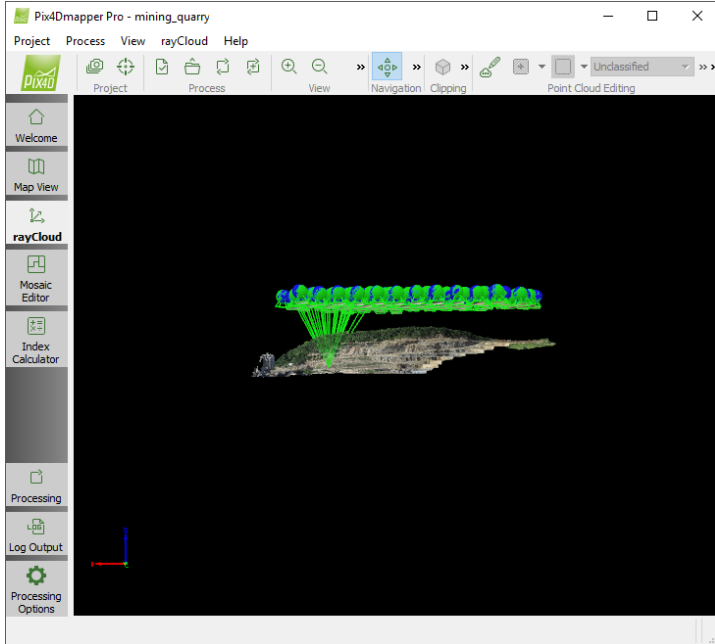 Pix4Dmapper Pro - mining_quarry
Project Process View rayCloud Help
PIX4D
Unclassified
Project Process View Navigation Clipping Point Cloud Editing
Welcome
Map View
rayCloud
Mosaic
Editor
Index
Calculator
Processing
LOG
Log Output
Processing
Options